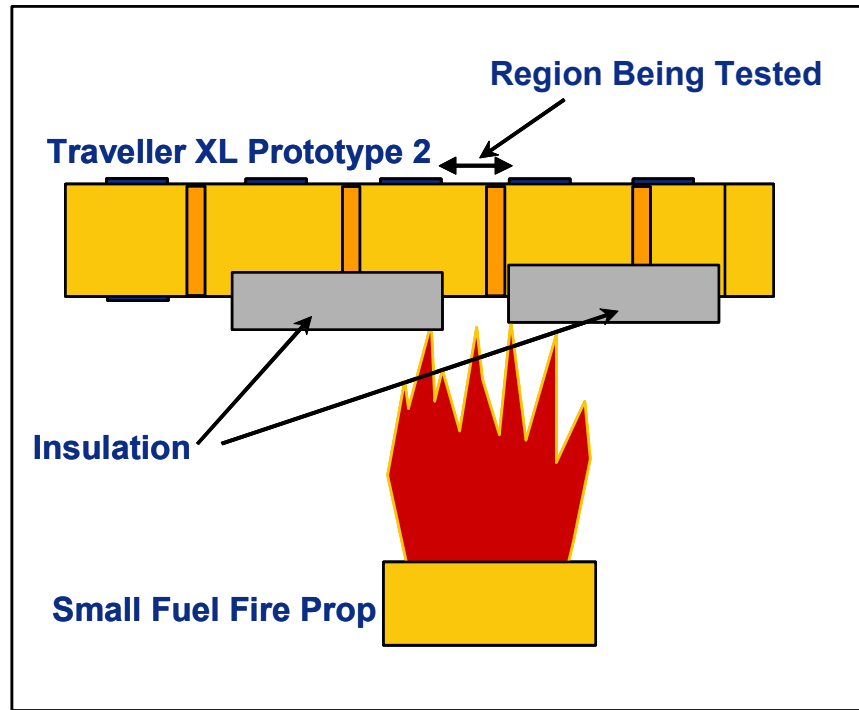 Region Being Tested
Traveller XL Prototype 2
Insulation
Small Fuel Fire Prop